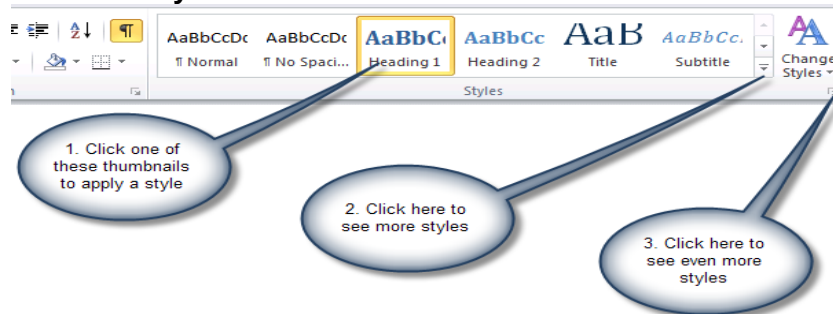 AaBbCcDc AaBbCcDc AaBbC AaBbCc AaB AaBbCc.
¶ Normal ¶ No Spaci... Heading 1 Heading 2 Title Subtitle
Change
Styles
Styles
1. Click one of
these thumbnails
to apply a style
2. Click here to
see more styles
3. Click here to
see even more
styles